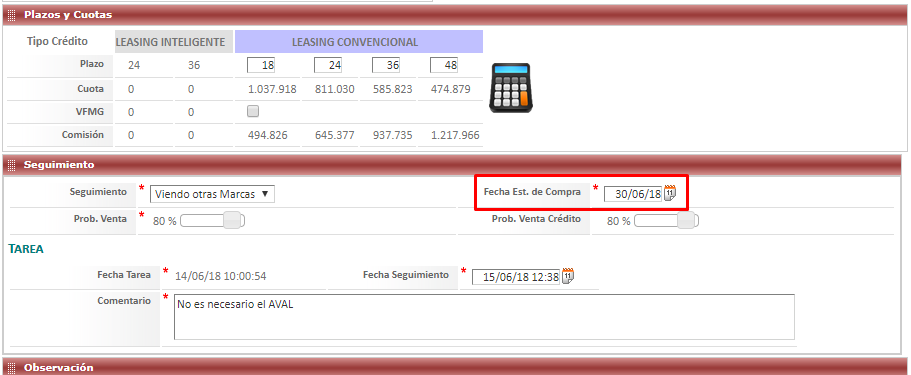 Plazos y Cuotas
Tipo Crédito LEASING INTELIGENTE LEASING CONVENCIONAL
Plazo 24 36 18 24 36 48
Cuota 0 0 1.037.918 811.030 585.823 474.879
VFMG
Comisión 0 0 494.826 645.377 937.735 1.217.966
Seguimiento
Seguimiento * Viendo otras Marcas Fecha Est. de Compra * 30/06/18 11
Prob. Venta * 80 % Prob. Venta Crédito 80 %
TAREA
Fecha Tarea * 14/06/18 10:00:54 Fecha Seguimiento * 15/06/18 12:38 11
Comentario * No es necesario el AVAL
Observación